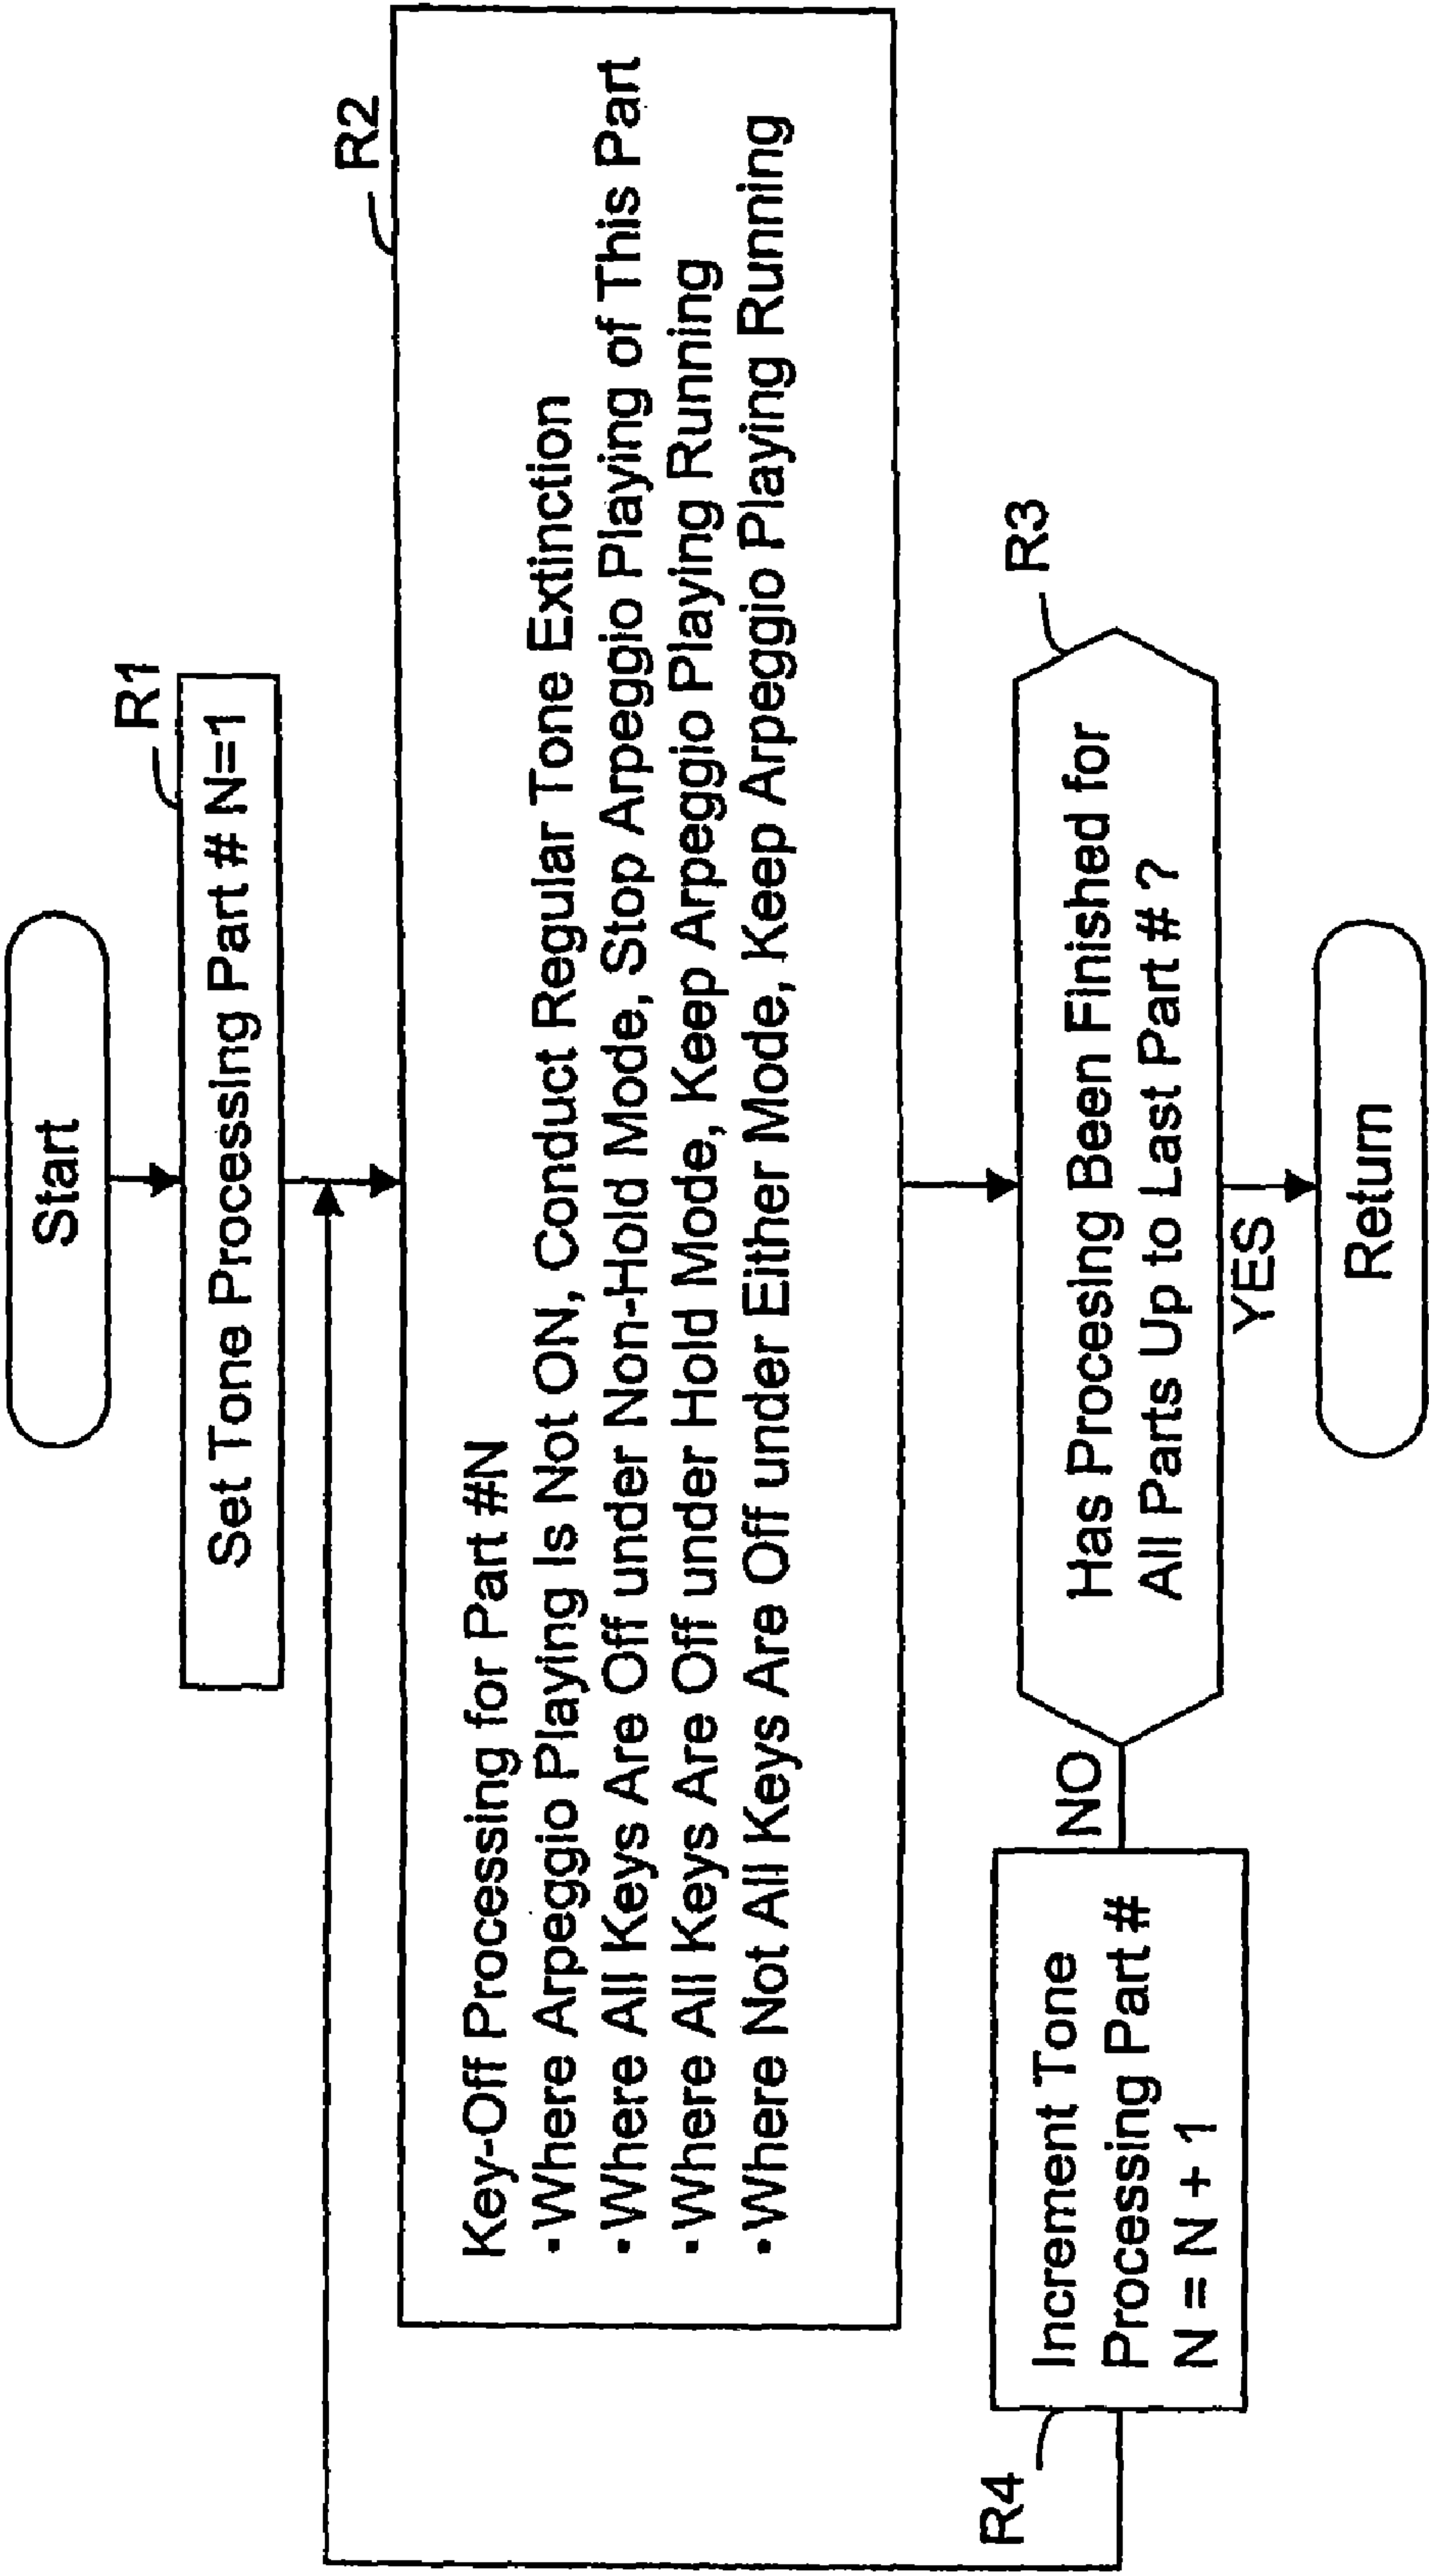 Start
R1
Set Tone Processing Part # N=1
R2
Key-Off Processing for Part #N
·Where Arpeggio Playing Is Not ON, Conduct Regular Tone Extinction
·Where All Keys Are Off under Non-Hold Mode, Stop Arpeggio Playing of This Part
·Where All Keys Are Off under Hold Mode, Keep Arpeggio Playing Running
·Where Not All Keys Are Off under Either Mode, Keep Arpeggio Playing Running
R3
Has Processing Been Finished for
All Parts Up to Last Part # ?
NO
YES
R4
Increment Tone
Processing Part #
N = N + 1
Return